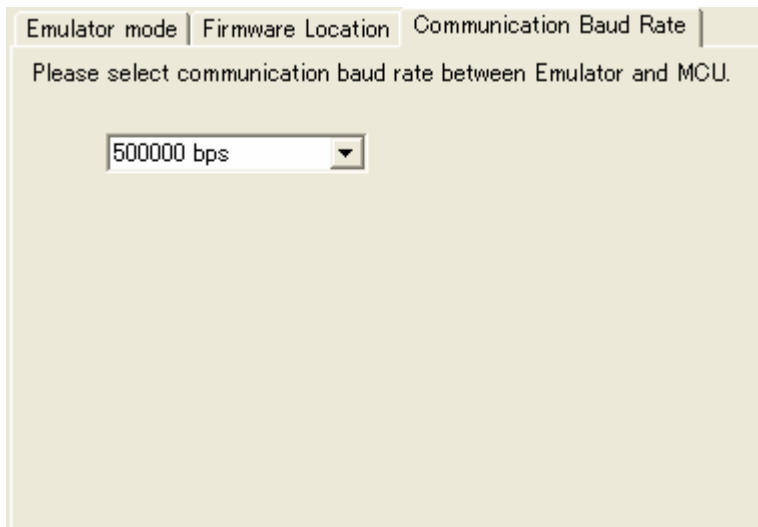 Emulator mode Firmware Location Communication Baud Rate
Please select communication baud rate between Emulator and MCU.
500000 bps